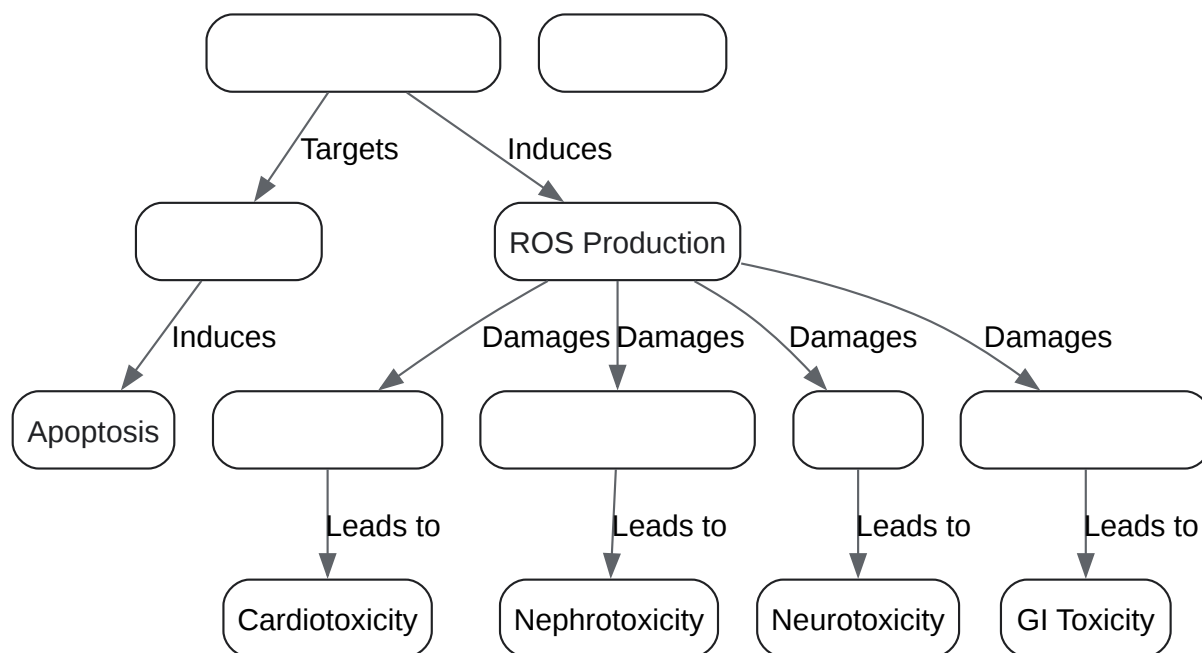 Targets
Induces
ROS Production
Induces
Damages
Damages
Damages
Damages
Apoptosis
Leads to
Leads to
Leads to
Leads to
Cardiotoxicity
Nephrotoxicity
Neurotoxicity
GI Toxicity